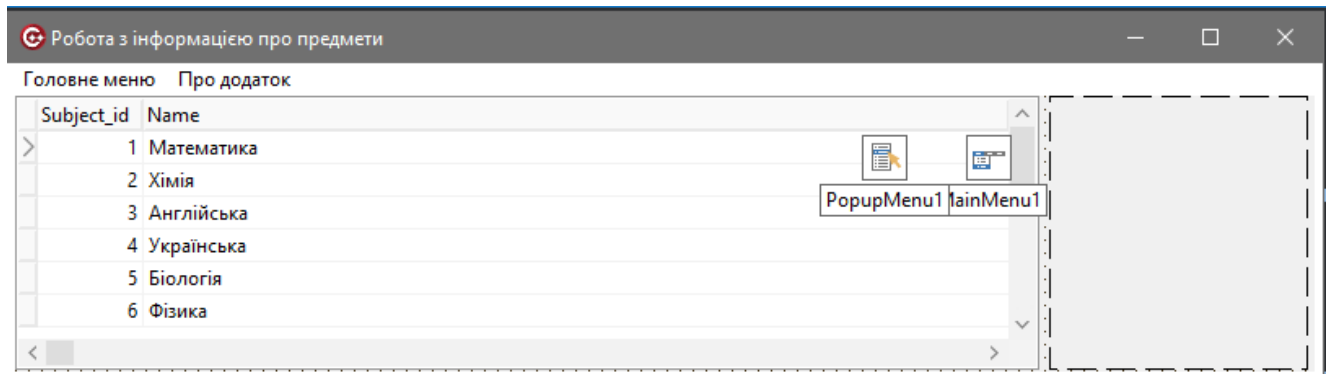 Робота з інформацією про предмети
Головне меню Про додаток
Subject_id Name
1 Математика
2 Хімія
3 Англійська
4 Українська
5 Біологія
6 Фізика
PopupMenu1 MainMenu1